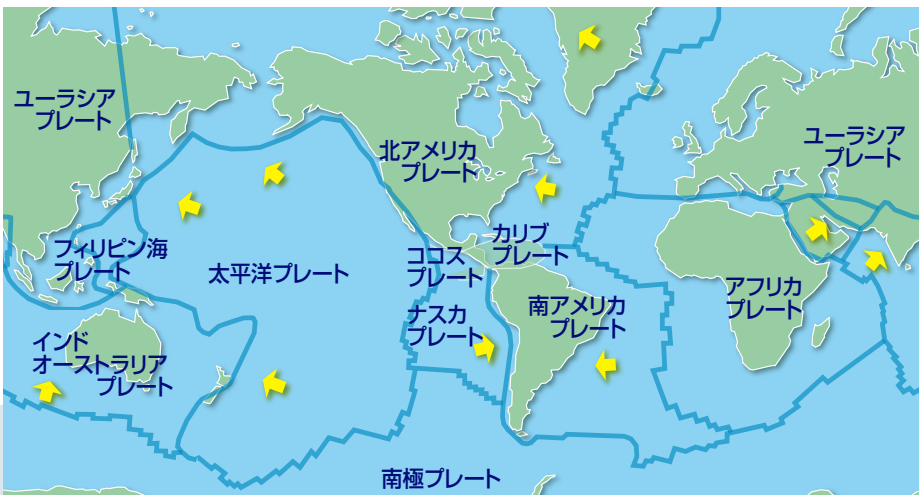 ユーラシア
プレート
北アメリカ
プレート
ユーラシア
プレート
フィリピン海
プレート
太平洋プレート
ココス
プレート
カリブ
プレート
アフリカ
プレート
ナスカ
プレート
南アメリカ
プレート
インド
オーストラリア
プレート
南極プレート